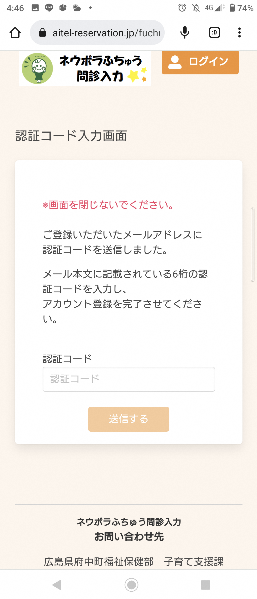 4:46
4G
74%
aitel-reservation.jp/fuchu
ネウボラふちゅう
問診入力
ログイン
認証コード入力画面
※画面を閉じないでください。
ご登録いただいたメールアドレスに
認証コードを送信しました。
メール本文に記載されている6桁の認
証コードを入力し、
アカウント登録を完了させてくださ
い。
認証コード
認証コード
送信する
ネウボラふちゅう問診入力
お問い合わせ先
広島県府中町福祉保健部 子育て支援課